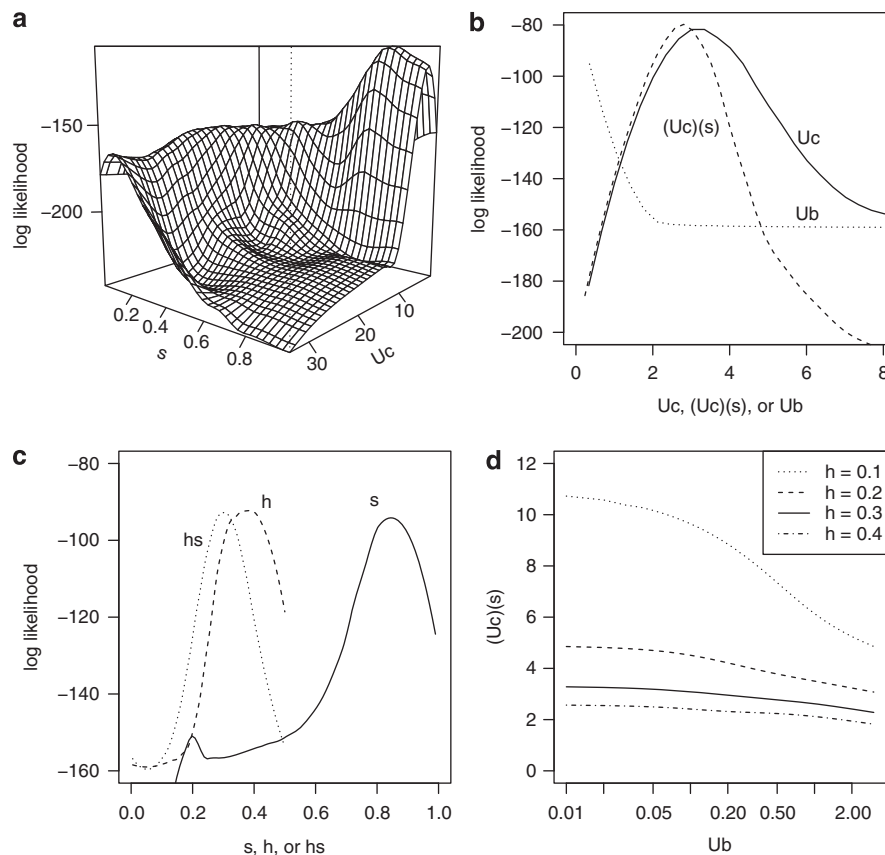 a
log likelihood
−150
−200
0.2
0.4
0.6
0.8
s
10
20
30
Uc
b
log likelihood
−80
−100
−120
−140
−160
−180
−200
(Uc)(s)
Uc
Ub
0 2 4 6 8
Uc, (Uc)(s), or Ub
c
log likelihood
−80
−100
−120
−140
−160
hs
h
s
0.0 0.2 0.4 0.6 0.8 1.0
s, h, or hs
d
(Uc)(s)
12
10
8
6
4
2
0
h = 0.1
h = 0.2
h = 0.3
h = 0.4
0.01 0.05 0.20 0.50 2.00
Ub